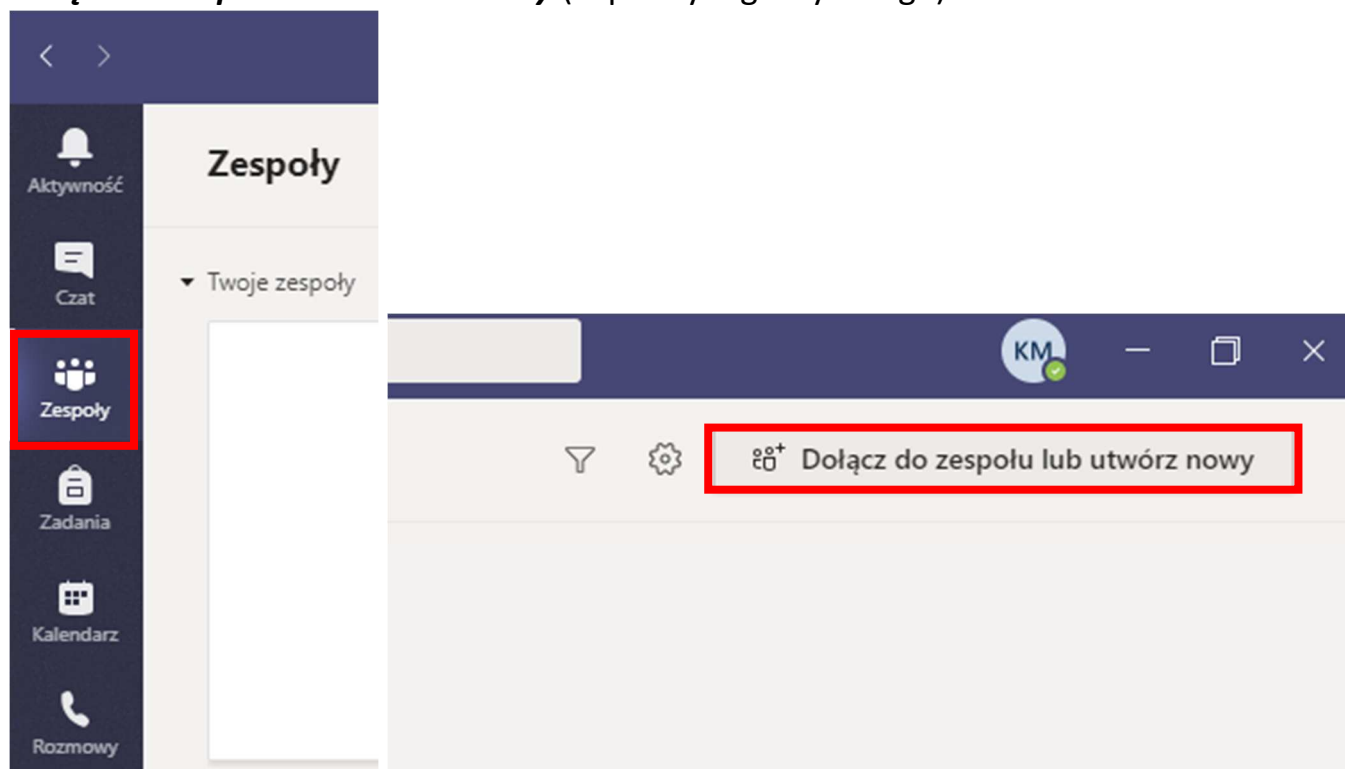 Zespoły
Aktywność
Czat
Twoje zespoły
Zespoły
KM
Dołącz do zespołu lub utwórz nowy
Zadania
Kalendarz
Rozmowy